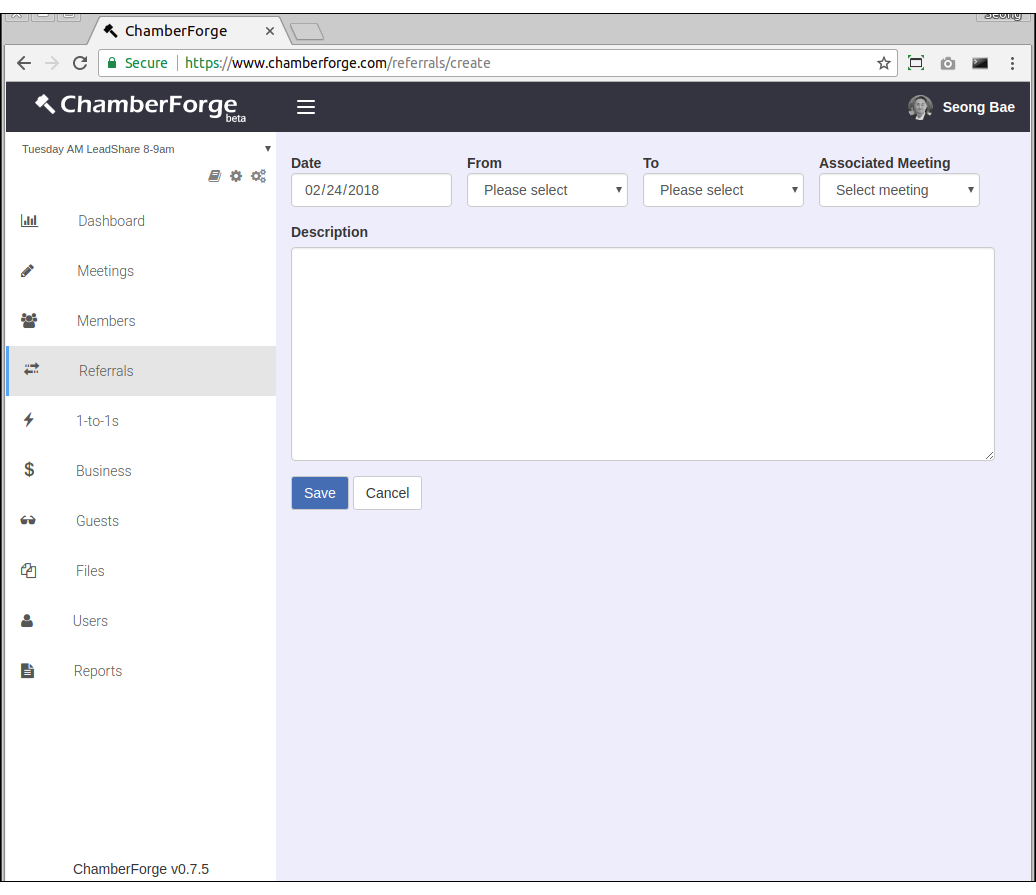 Seong
ChamberForge
Secure https://www.chamberforge.com/referrals/create
ChamberForge
beta
Seong Bae
Tuesday AM LeadShare 8-9am
Dashboard
Meetings
Members
Referrals
1-to-1s
Business
Guests
Files
Users
Reports
ChamberForge v0.7.5
Date From To Associated Meeting
02/24/2018 Please select Please select Select meeting
Description
Save Cancel